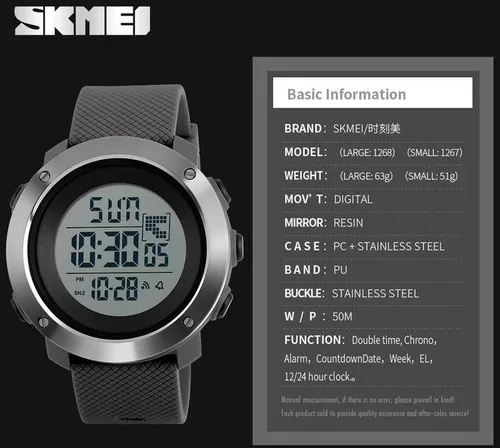 SKMEI
SUN
10:30 05
PM
SNZ
10-28
Basic Information
BRAND: SKMEI/时刻美
MODEL: （LARGE: 1268） （SMALL: 1267）
WEIGHT: （LARGE: 63g） （SMALL: 51g）
MOV'T: DIGITAL
MIRROR: RESIN
CASE: PC + STAINLESS STEEL
BAND: PU
BUCKLE: STAINLESS STEEL
W / P : 50M
FUNCTION: Double time, Chrono,
Alarm, CountdownDate, Week, EL,
12/24 hour clock.。
Manual measurement, if there is an error, please prevail in kind!
Each product sold to provide quality assurance and after-sales service!